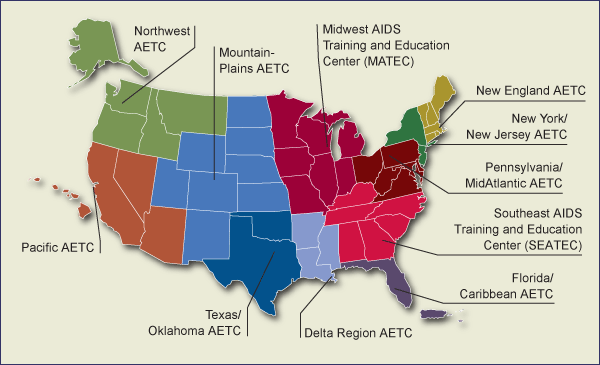 Northwest
AETC
Mountain-
Plains AETC
Midwest AIDS
Training and Education
Center (MATEC)
New England AETC
New York/
New Jersey AETC
Pennsylvania/
MidAtlantic AETC
Southeast AIDS
Training and Education
Center (SEATEC)
Florida/
Caribbean AETC
Pacific AETC
Texas/
Oklahoma AETC
Delta Region AETC